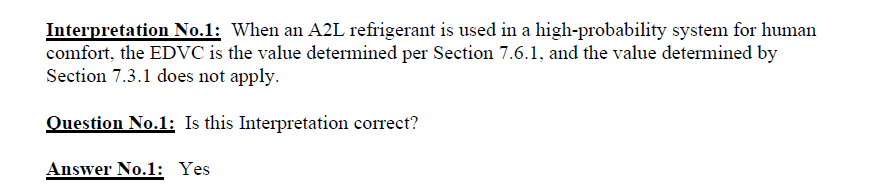 Interpretation No.1: When an A2L refrigerant is used in a high-probability system for human
comfort, the EDVC is the value determined per Section 7.6.1, and the value determined by
Section 7.3.1 does not apply.
Question No.1: Is this Interpretation correct?
Answer No.1: Yes